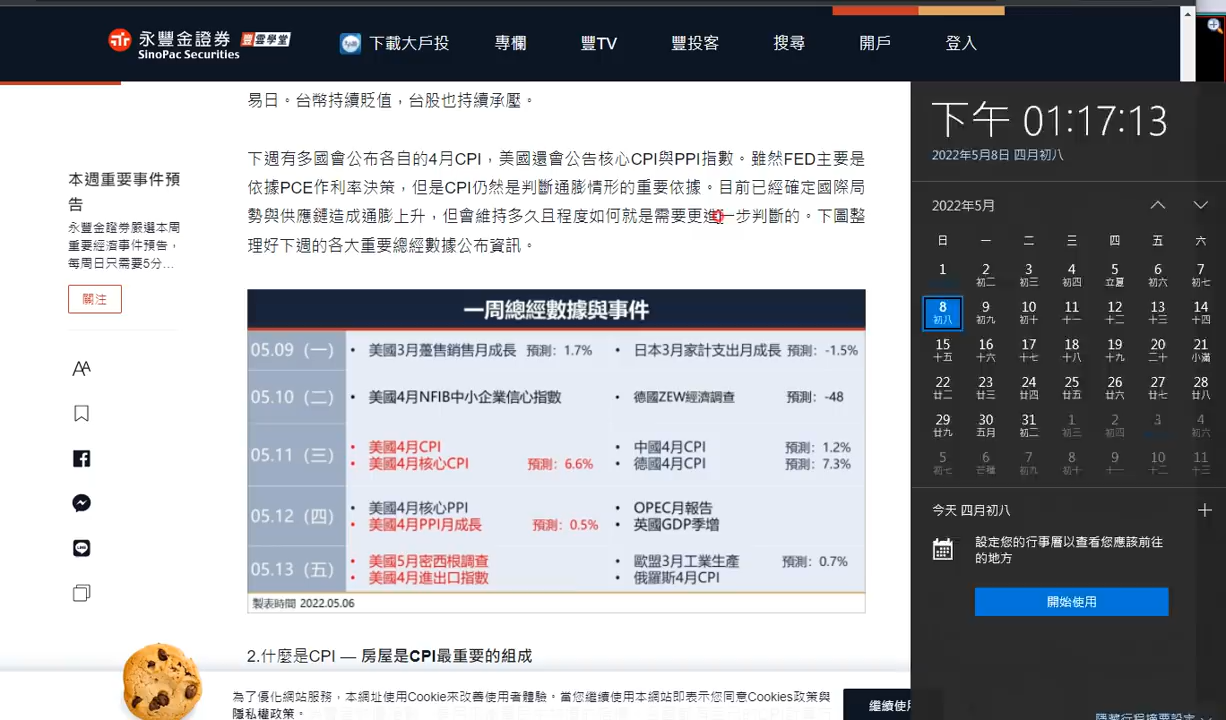 永豐金證券 豐雲學堂
SinoPac Securities
下載大戶投 專欄 豐TV 豐投客 搜尋 開戶 登入
易日。台幣持續貶值，台股也持續承壓。
下週有多國會公布各自的4月CPI，美國還會公告核心CPI與PPI指數。雖然FED主要是
依據PCE作利率決策，但是CPI仍然是判斷通膨情形的重要依據。目前已經確定國際局
勢與供應鏈造成通膨上升，但會維持多久且程度如何就是需要更進一步判斷的。下圖整
理好下週的各大重要總經數據公布資訊。
本週重要事件預
告
永豐金證券嚴選本周
重要經濟事件預告，
每周日只需要5分...
關注
AA
一周總經數據與事件
05.09 (一) • 美國3月躉售銷售月成長 預測: 1.7% • 日本3月家計支出月成長 預測: -1.5%
05.10 (二) • 美國4月NFIB中小企業信心指數 • 德國ZEW經濟調查 預測: -48
05.11 (三)
• 美國4月CPI • 中國4月CPI 預測: 1.2%
• 美國4月核心CPI 預測: 6.6% • 德國4月CPI 預測: 7.3%
05.12 (四)
• 美國4月核心PPI • OPEC月報告
• 美國4月PPI月成長 預測: 0.5% • 英國GDP季增
05.13 (五)
• 美國5月密西根調查 • 歐盟3月工業生產 預測: 0.7%
• 美國4月進出口指數 • 俄羅斯4月CPI
製表時間 2022.05.06
2.什麼是CPI — 房屋是CPI最重要的組成
為了優化網站服務，本網址使用Cookie來改善使用者體驗。當您繼續使用本網站即表示您同意Cookies政策與
隱私權政策。
繼續使用
下午 01:17:13
2022年5月8日 四月初八
2022年5月
日 一 二 三 四 五 六
1 2 3 4 5 6 7
初二 初三 初四 立夏 初六 初七
8 9 10 11 12 13 14
初八 初九 初十 十一 十二 十三 十四
15 16 17 18 19 20 21
十五 十六 十七 十八 十九 二十 小滿
22 23 24 25 26 27 28
廿二 廿三 廿四 廿五 廿六 廿七 廿八
29 30 31 1 2 3 4
廿九 五月 初二 初三 初四 初六
5 6 7 8 9 10 11
初七 芒種 初九 初十 十一 十二 十三
今天 四月初八
設定您的行事曆以查看您應該前往
的地方
開始使用
隱藏行程摘要設定